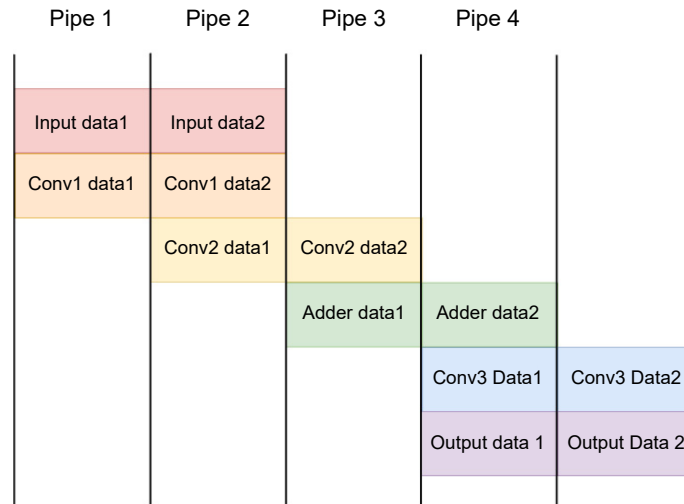 Pipe 1 Pipe 2 Pipe 3 Pipe 4
Input data1 Input data2
Conv1 data1 Conv1 data2
Conv2 data1 Conv2 data2
Adder data1 Adder data2
Conv3 Data1 Conv3 Data2
Output data 1 Output Data 2